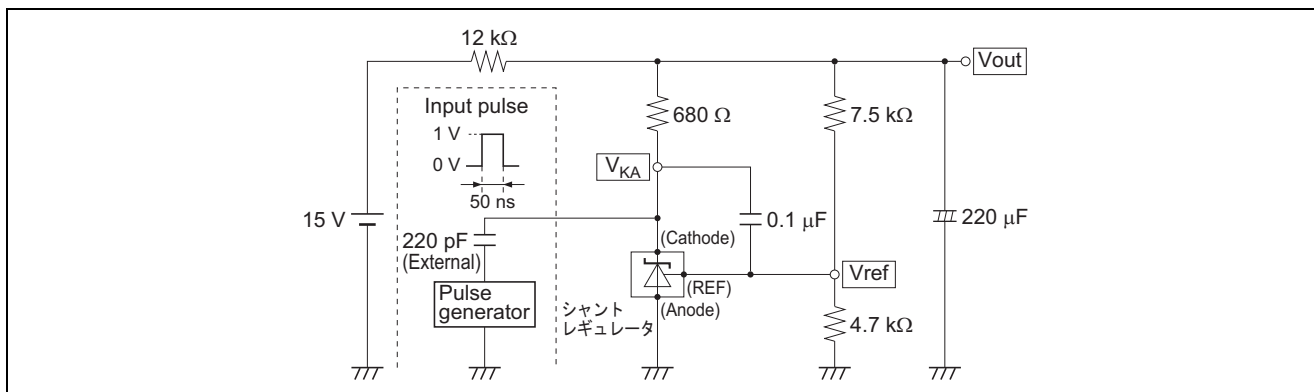 12 kΩ
Vout
Input pulse
1 V
0 V
50 ns
680 Ω
7.5 kΩ
VKA
15 V
0.1 μF
220 μF
220 pF
(External)
(Cathode)
Vref
(REF)
Pulse
generator
シャント
レギュレータ
(Anode)
4.7 kΩ